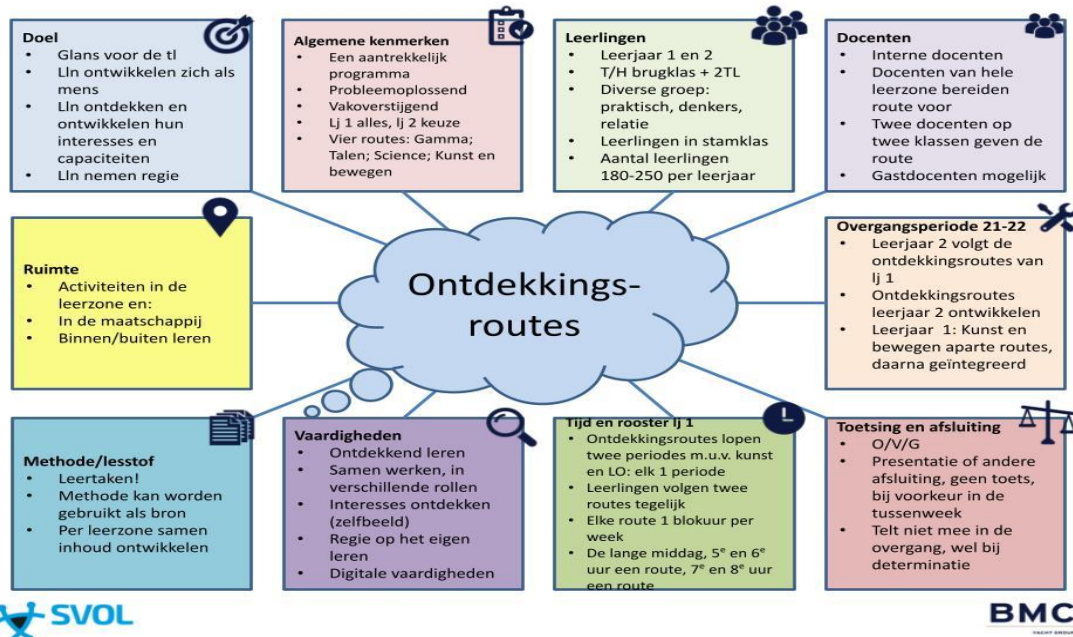 Doel
• Glans voor de tl
• Lln ontwikkelen zich als
mens
• Lln ontdekken en
ontwikkelen hun
interesses en
capaciteiten
• Lln nemen regie
Algemene kenmerken
• Een aantrekkelijk
programma
• Probleemoplossend
• Vakoverstijgend
• Lj 1 alles, lj 2 keuze
• Vier routes: Gamma;
Talen; Science; Kunst en
bewegen
Leerlingen
• Leerjaar 1 en 2
• T/H brugklas + 2TL
• Diverse groep:
praktisch, denkers,
relatie
• Leerlingen in stamklas
• Aantal leerlingen
180-250 per leerjaar
Docenten
• Interne docenten
• Docenten van hele
leerzone bereiden
route voor
• Twee docenten op
twee klassen geven de
route
• Gastdocenten mogelijk
Ruimte
• Activiteiten in de
leerzone en:
• In de maatschappij
• Binnen/buiten leren
Ontdekkings-
routes
Overgangsperiode 21-22
• Leerjaar 2 volgt de
ontdekkingsroutes van
lj 1
• Ontdekkingsroutes
leerjaar 2 ontwikkelen
• Leerjaar 1: Kunst en
bewegen aparte routes,
daarna geïntegreerd
Methode/lesstof
• Leertaken!
• Methode kan worden
gebruikt als bron
• Per leerzone samen
inhoud ontwikkelen
Vaardigheden
• Ontdekkend leren
• Samen werken, in
verschillende rollen
• Interesses ontdekken
(zelfbeeld)
• Regie op het eigen
leren
• Digitale vaardigheden
Tijd en rooster lj 1
• Ontdekkingsroutes lopen
twee periodes m.u.v. kunst
en LO: elk 1 periode
• Leerlingen volgen twee
routes tegelijk
• Elke route 1 blokuur per
week
• De lange middag, 5e en 6e
uur een route, 7e en 8e uur
een route
Toetsing en afsluiting
• O/V/G
• Presentatie of andere
afsluiting, geen toets,
bij voorkeur in de
tussenweek
• Telt niet mee in de
overgang, wel bij
determinatie
SVOL
BMC
YACHT GROUP